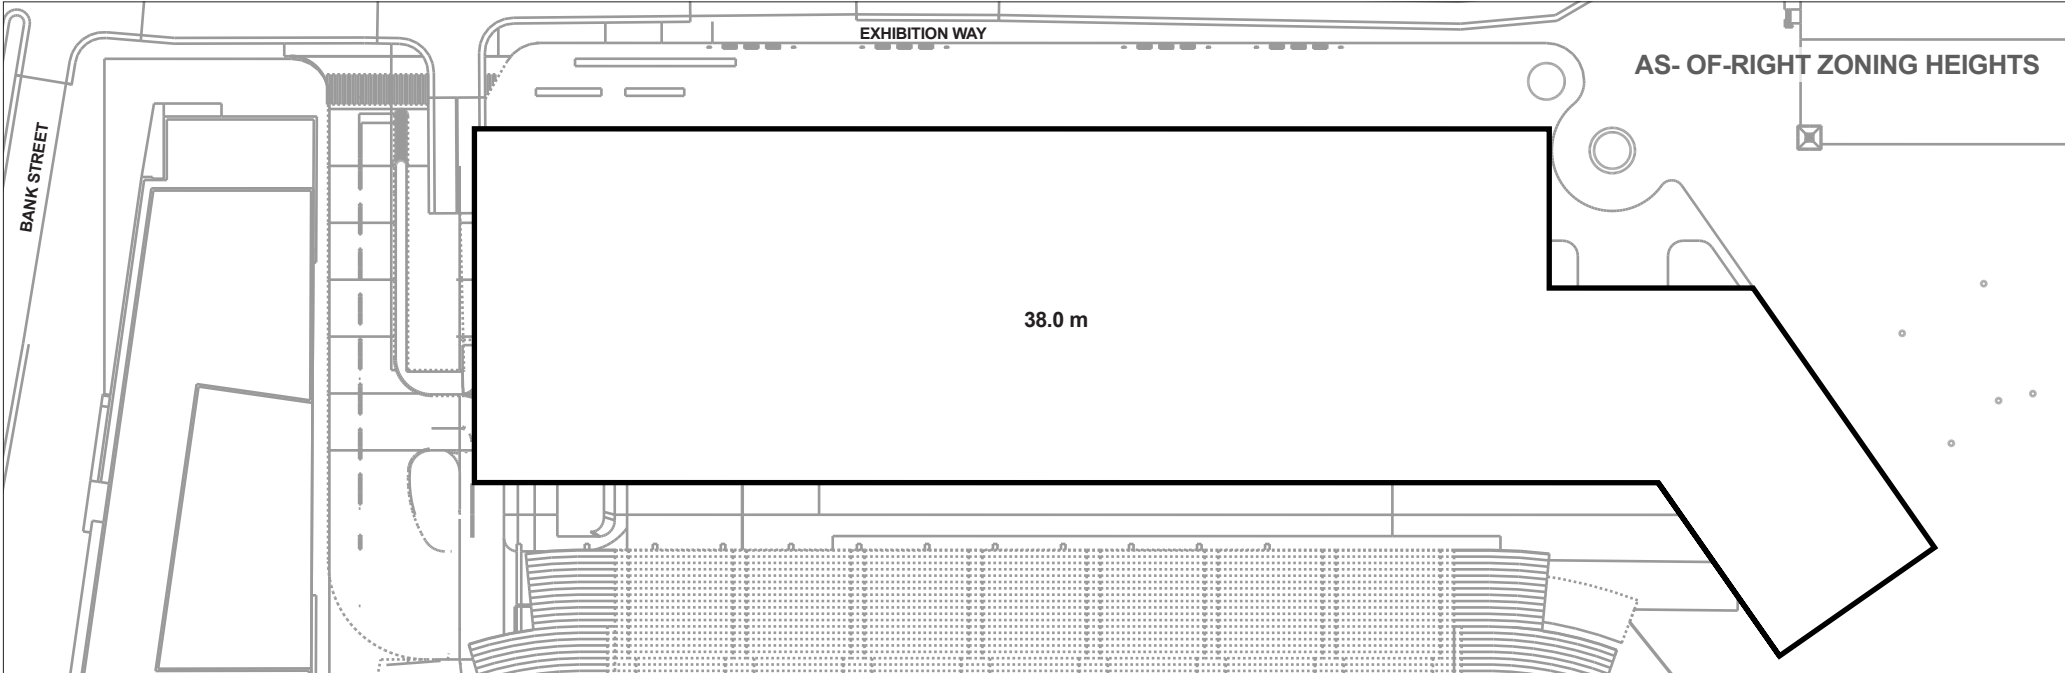 EXHIBITION WAY
AS- OF-RIGHT ZONING HEIGHTS
BANK STREET
38.0 m